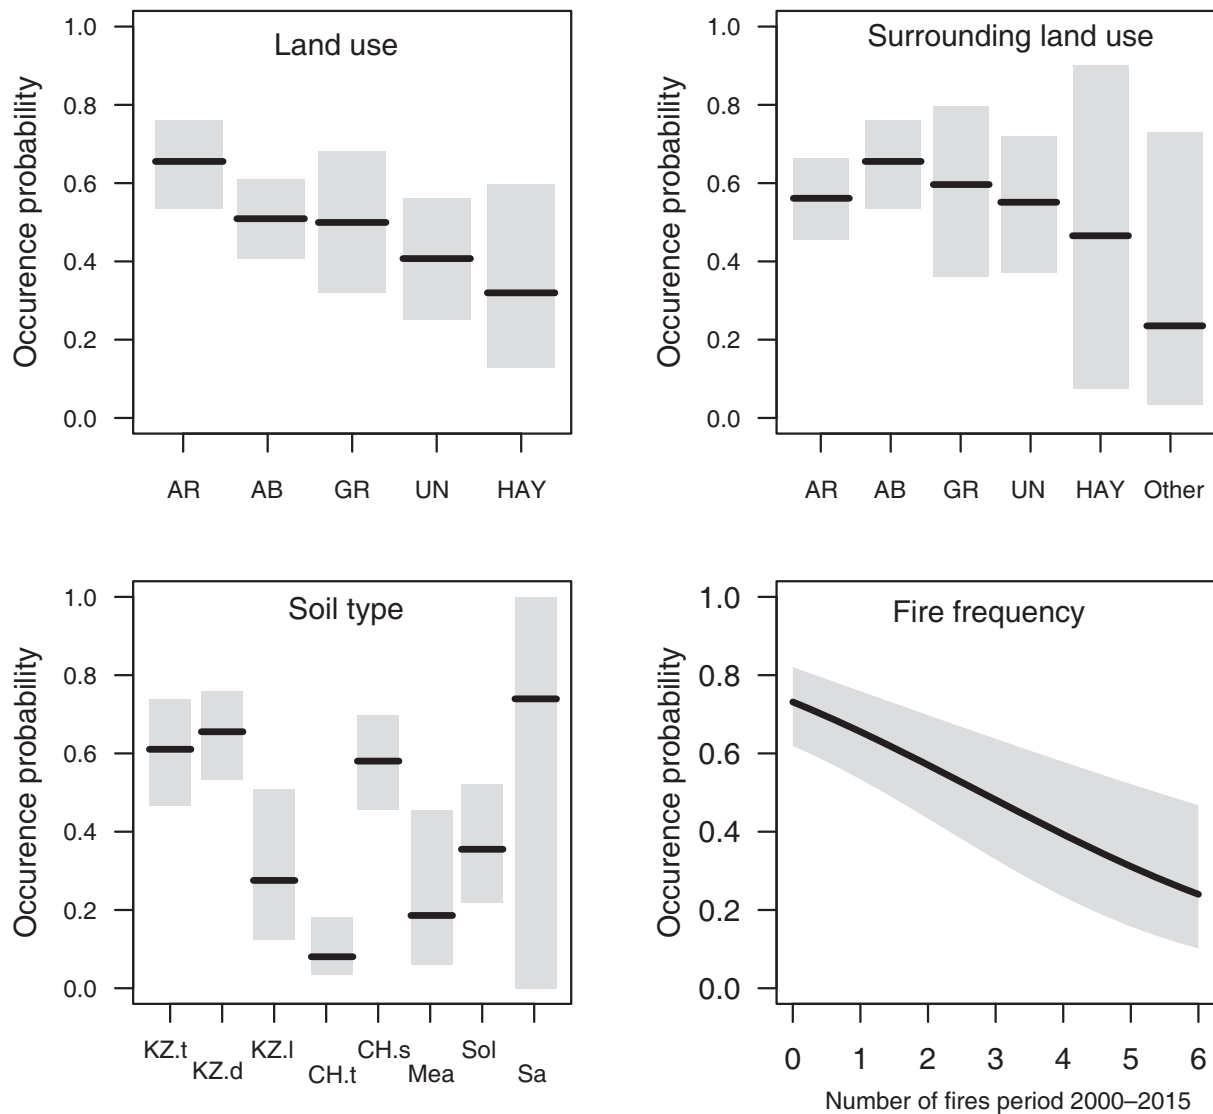 Land use
Occurence probability
1.0
0.8
0.6
0.4
0.2
0.0
AR AB GR UN HAY
Surrounding land use
Occurence probability
1.0
0.8
0.6
0.4
0.2
0.0
AR AB GR UN HAY Other
Soil type
Occurence probability
1.0
0.8
0.6
0.4
0.2
0.0
KZ.t KZ.d KZ.l CH.t CH.s Mea Sol Sa
Fire frequency
Occurence probability
1.0
0.8
0.6
0.4
0.2
0.0
0 1 2 3 4 5 6
Number of fires period 2000–2015